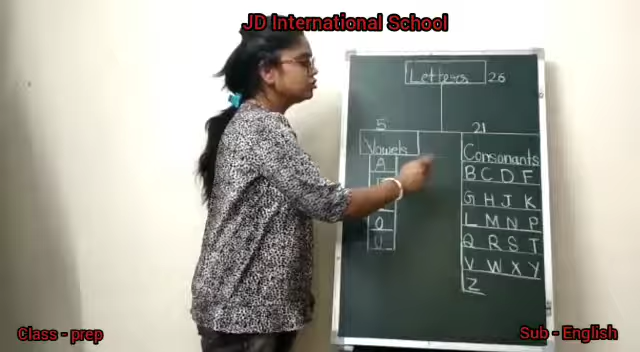 JD International School
Letters 26
5 21
Vowels Consonants
A B C D F
G H J K
L M N P
O Q R S T
U V W X Y
Z
Class - prep
Sub - English